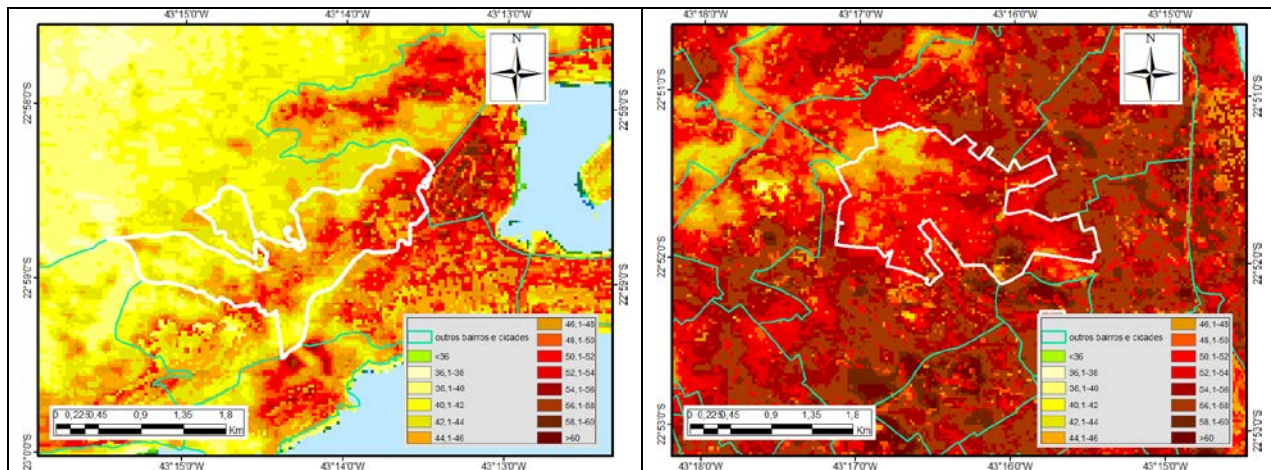 43°15'0"W 43°14'0"W 43°13'0"W
22°58'0"S
22°59'0"S
23°0'0"S
N
22°58'0"S
22°59'0"S
outros bairros e cidades
<36
36,1-38
38,1-40
40,1-42
42,1-44
44,1-46
46,1-48
48,1-50
50,1-52
52,1-54
54,1-56
56,1-58
58,1-60
>60
0 0,225 0,45 0,9 1,35 1,8
Km
43°15'0"W 43°14'0"W 43°13'0"W
43°18'0"W 43°17'0"W 43°16'0"W 43°15'0"W
22°51'0"S
22°52'0"S
22°53'0"S
N
22°51'0"S
22°52'0"S
22°53'0"S
outros bairros e cidades
<36
36,1-38
38,1-40
40,1-42
42,1-44
44,1-46
46,1-48
48,1-50
50,1-52
52,1-54
54,1-56
56,1-58
58,1-60
>60
0 0,225 0,45 0,9 1,35 1,8
Km
43°18'0"W 43°17'0"W 43°16'0"W 43°15'0"W